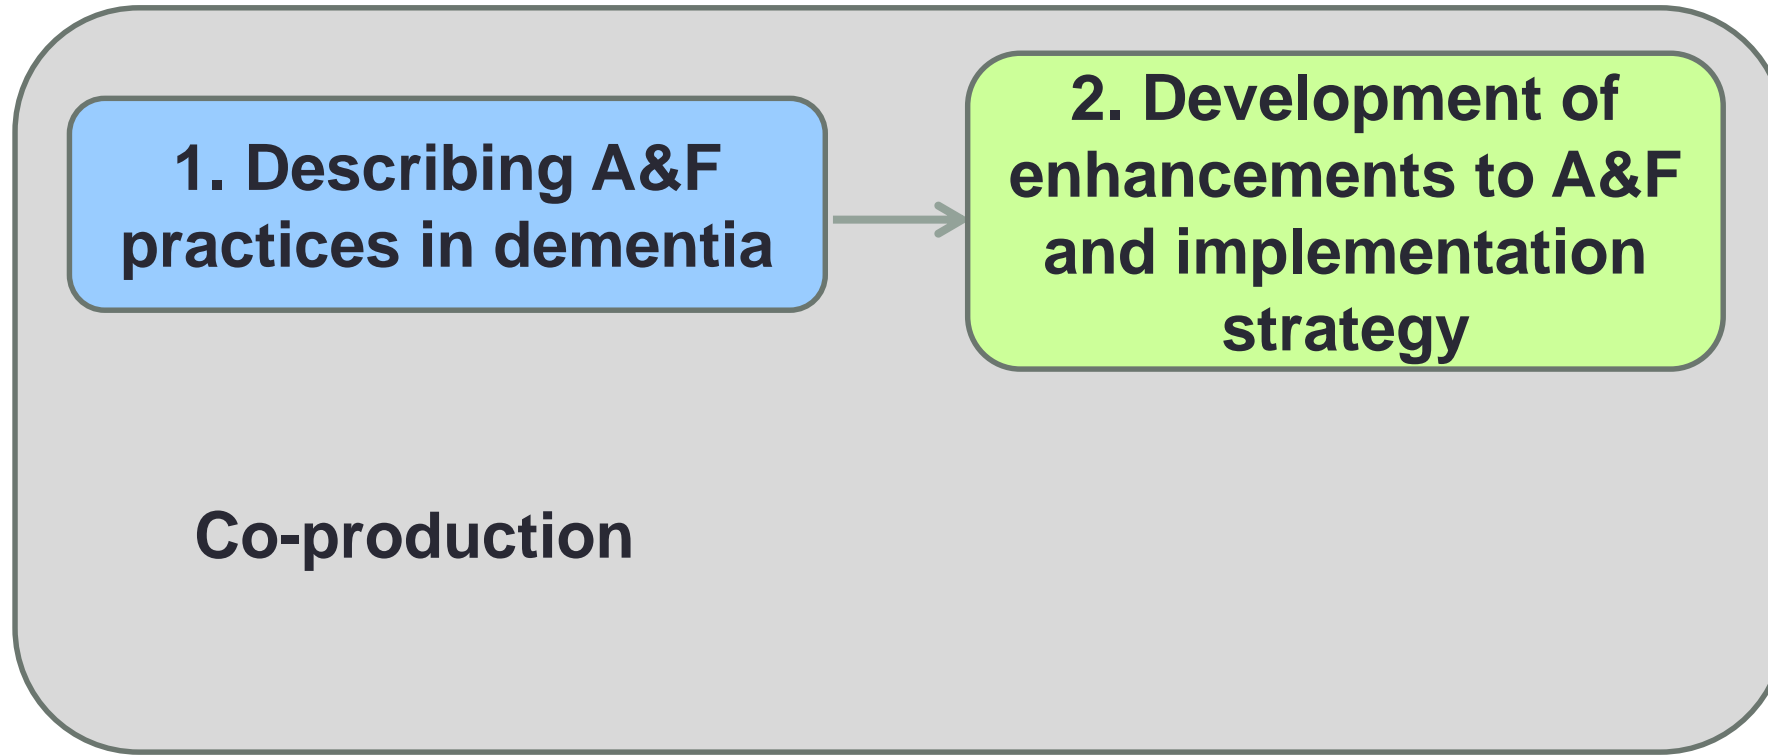 1. Describing A&F
practices in dementia
2. Development of
enhancements to A&F
and implementation
strategy
Co-production